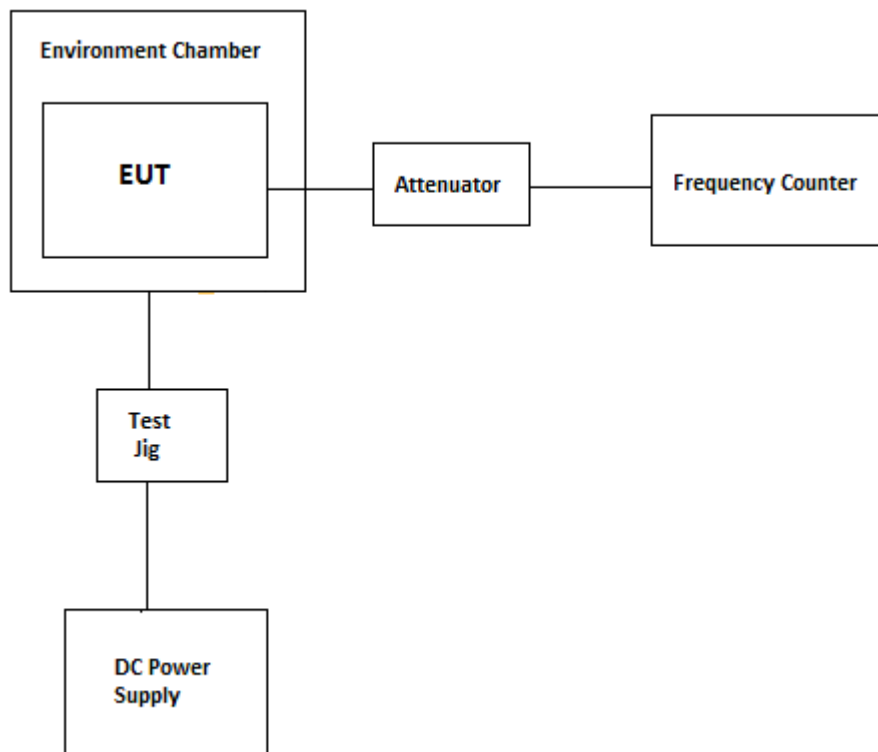 Environment Chamber
EUT
Attenuator
Frequency Counter
Test
Jig
DC Power
Supply